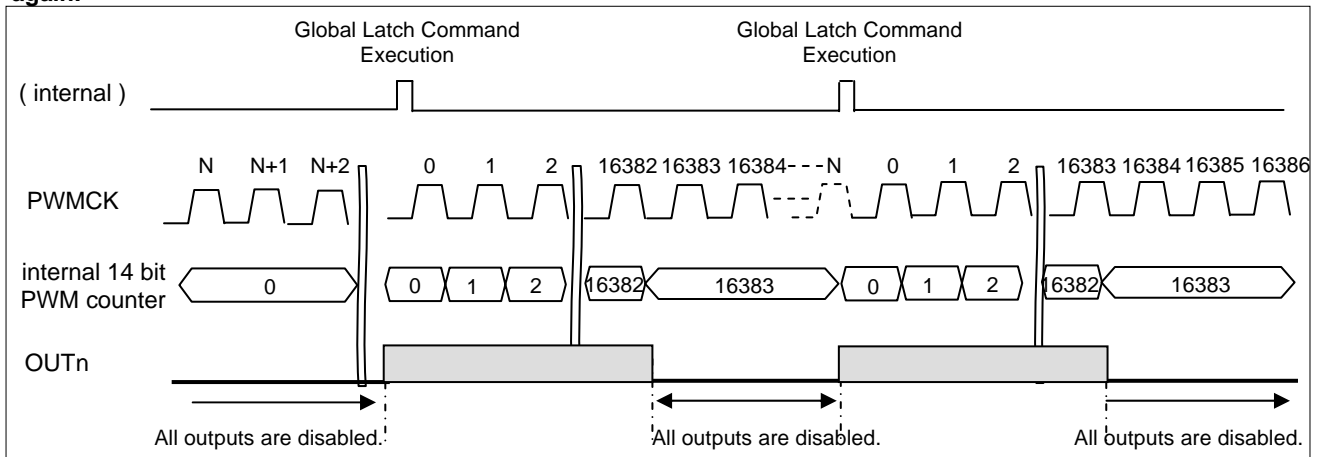 again.
Global Latch Command Execution Global Latch Command Execution
( internal )
N N+1 N+2 0 1 2 16382 16383 16384 N 0 1 2 16383 16384 16385 16386
PWMCK
internal 14 bit
PWM counter
0 0 1 2 16382 16383 0 1 2 16382 16383
OUTn
All outputs are disabled. All outputs are disabled. All outputs are disabled.